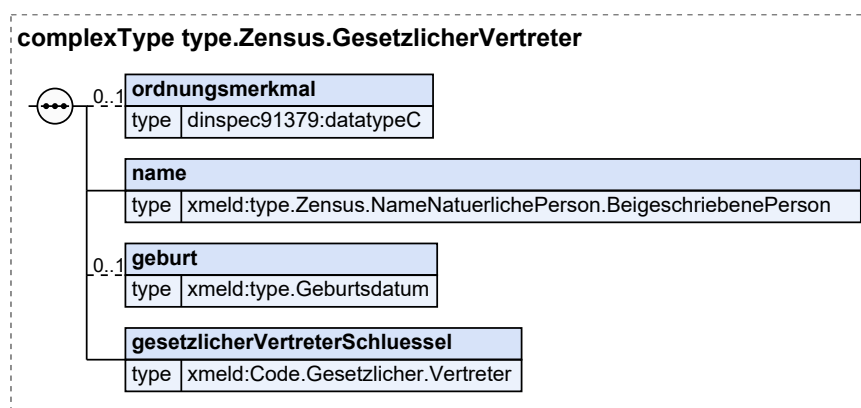 complexType type.Zensus.GesetzlicherVertreter
0..1 ordnungsmerkmal
type dinspec91379:datatypeC
name
type xmeld:type.Zensus.NameNatuerlichePerson.BeigeschriebenePerson
0..1 geburt
type xmeld:type.Geburtsdatum
gesetzlicherVertreterSchluessel
type xmeld:Code.Gesetzlicher.Vertreter